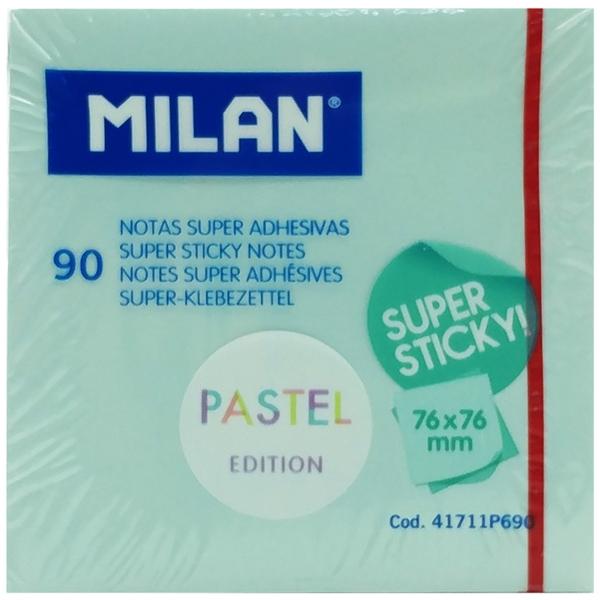 MILAN®
90
NOTAS SUPER ADHESIVAS
SUPER STICKY NOTES
NOTES SUPER ADHÉSIVES
SUPER-KLEBEZETTEL
SUPER
STICKY!
PASTEL
EDITION
76x76
mm
Cod. 41711P690